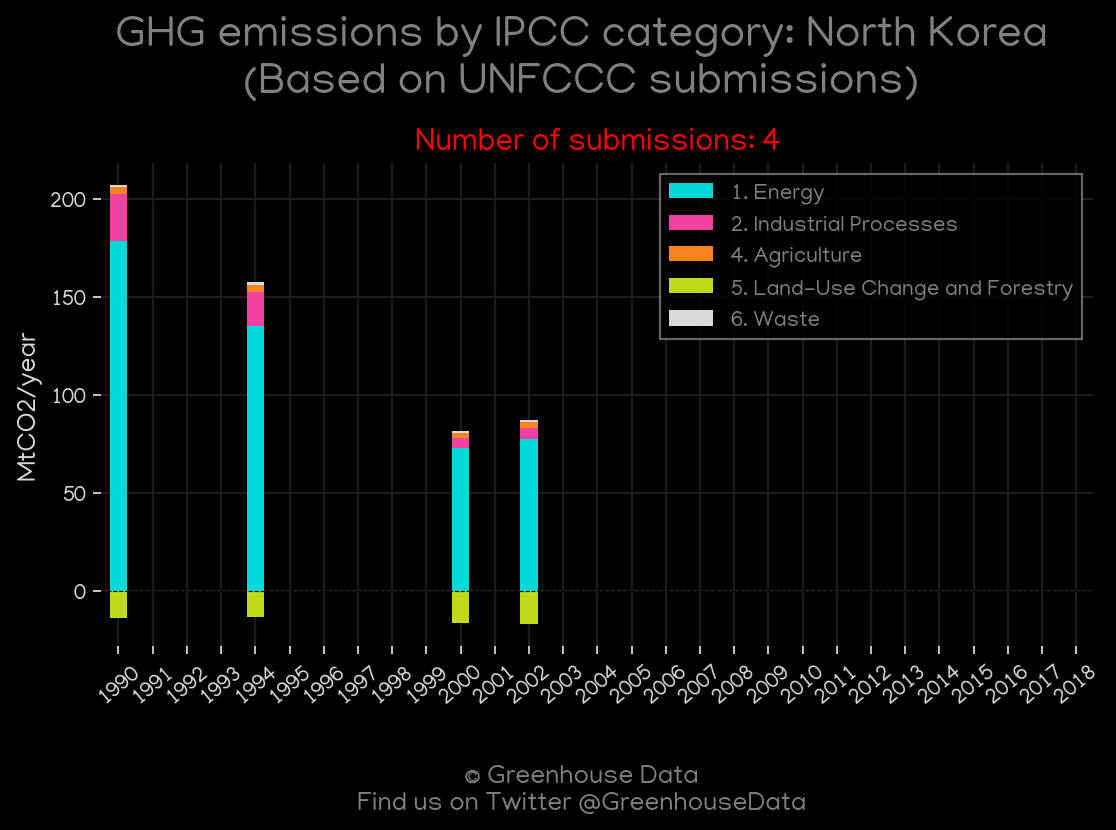 GHG emissions by IPCC category: North Korea
(Based on UNFCCC submissions)
Number of submissions: 4
1. Energy
2. Industrial Processes
4. Agriculture
5. Land-Use Change and Forestry
6. Waste
MtCO2/year
200
150
100
50
0
1990 1991 1992 1993 1994 1995 1996 1997 1998 1999 2000 2001 2002 2003 2004 2005 2006 2007 2008 2009 2010 2011 2012 2013 2014 2015 2016 2017 2018
© Greenhouse Data
Find us on Twitter @GreenhouseData